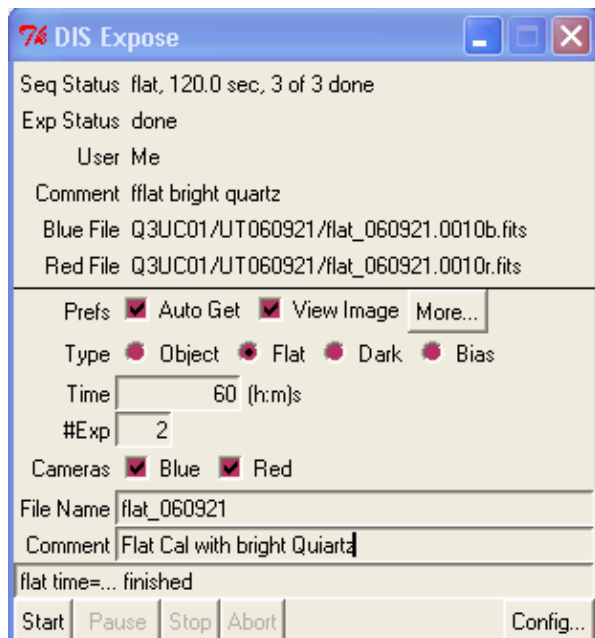 DIS Expose
Seq Status flat, 120.0 sec, 3 of 3 done
Exp Status done
User Me
Comment fflat bright quartz
Blue File Q3UC01/UT060921/flat_060921.0010b.fits
Red File Q3UC01/UT060921/flat_060921.0010r.fits
Prefs Auto Get View Image More...
Type Object Flat Dark Bias
Time 60 (h:m)s
#Exp 2
Cameras Blue Red
File Name flat_060921
Comment Flat Cal with bright Quiartz
flat time=... finished
Start Pause Stop Abort Config...